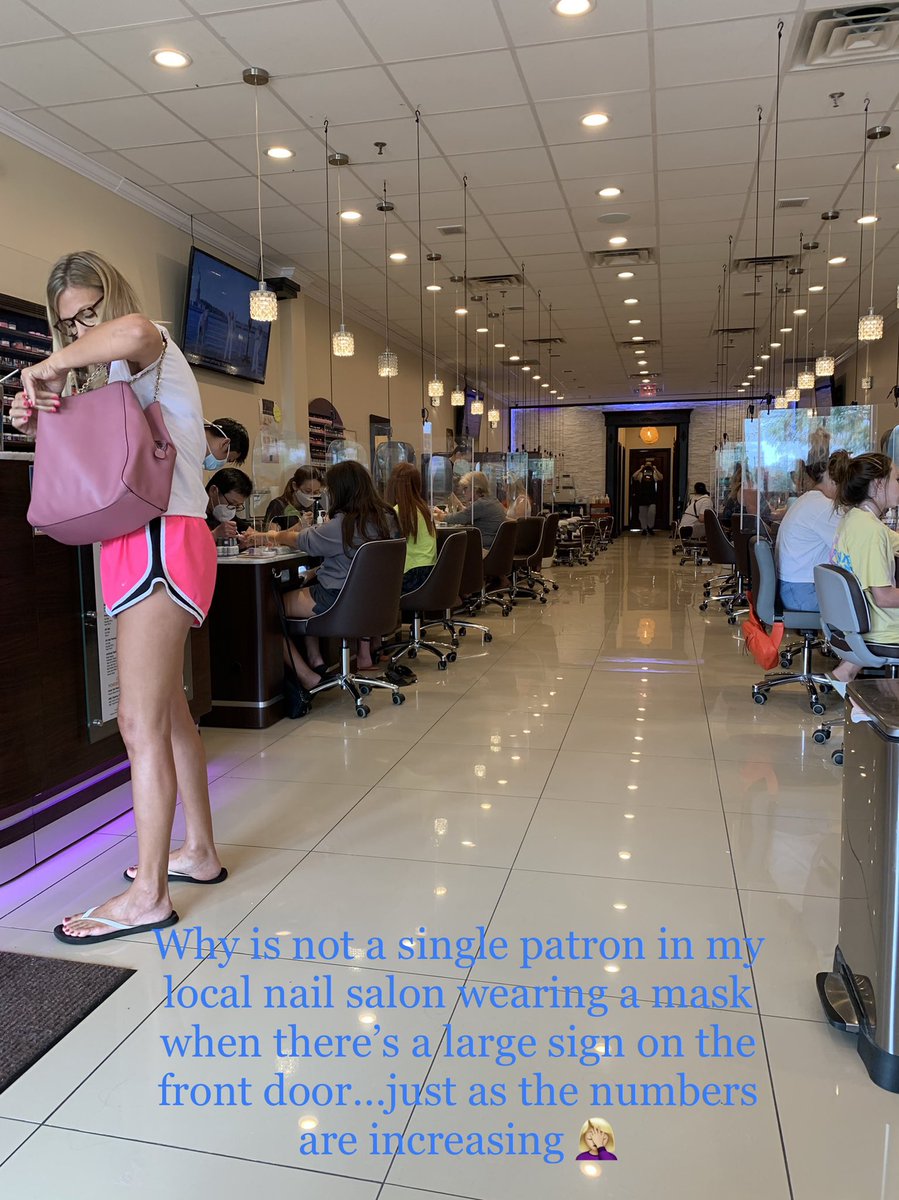 Why is not a single patron in my
local nail salon wearing a mask
when there’s a large sign on the
front door...just as the numbers
are increasing 🤦🏼‍♀️